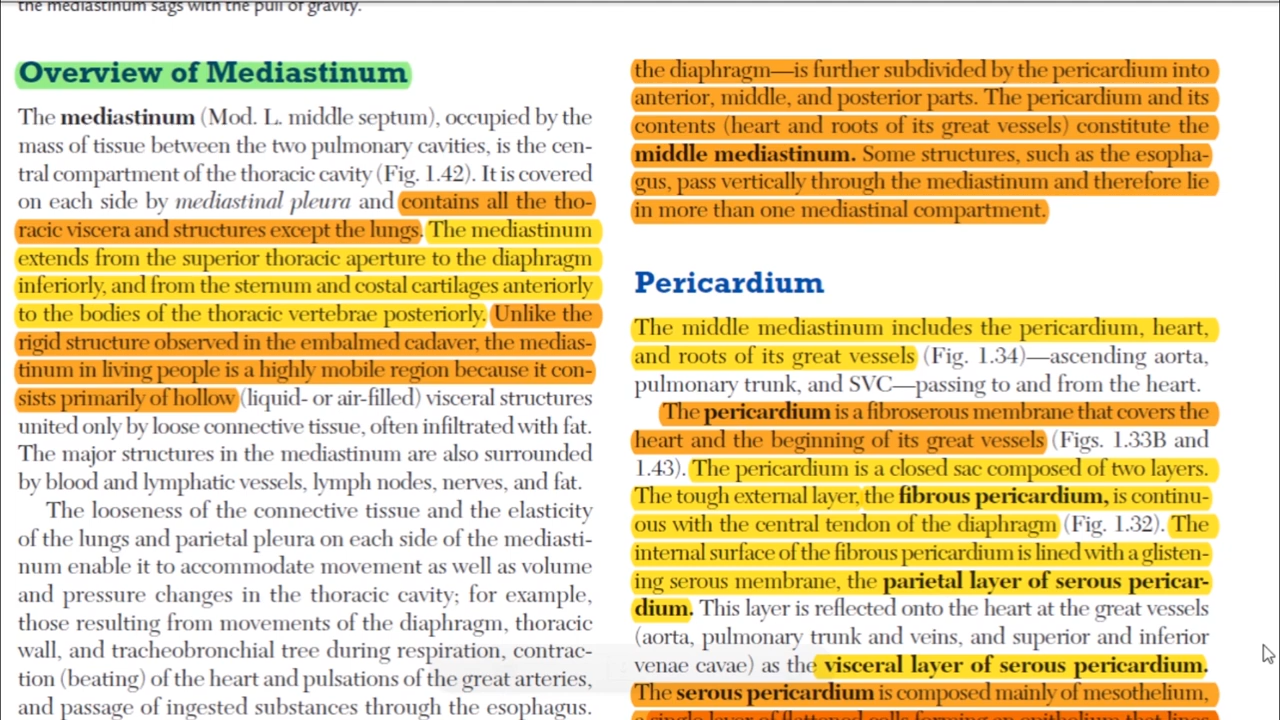 the mediastinum sags with the pull of gravity.
Overview of Mediastinum
The mediastinum (Mod. L. middle septum), occupied by the
mass of tissue between the two pulmonary cavities, is the cen-
tral compartment of the thoracic cavity (Fig. 1.42). It is covered
on each side by mediastinal pleura and contains all the tho-
racic viscera and structures except the lungs. The mediastinum
extends from the superior thoracic aperture to the diaphragm
inferiorly, and from the sternum and costal cartilages anteriorly
to the bodies of the thoracic vertebrae posteriorly. Unlike the
rigid structure observed in the embalmed cadaver, the medias-
tinum in living people is a highly mobile region because it con-
sists primarily of hollow (liquid- or air-filled) visceral structures
united only by loose connective tissue, often infiltrated with fat.
The major structures in the mediastinum are also surrounded
by blood and lymphatic vessels, lymph nodes, nerves, and fat.
The looseness of the connective tissue and the elasticity
of the lungs and parietal pleura on each side of the mediasti-
num enable it to accommodate movement as well as volume
and pressure changes in the thoracic cavity; for example,
those resulting from movements of the diaphragm, thoracic
wall, and tracheobronchial tree during respiration, contrac-
tion (beating) of the heart and pulsations of the great arteries,
and passage of ingested substances through the esophagus.
the diaphragm—is further subdivided by the pericardium into
anterior, middle, and posterior parts. The pericardium and its
contents (heart and roots of its great vessels) constitute the
middle mediastinum. Some structures, such as the esopha-
gus, pass vertically through the mediastinum and therefore lie
in more than one mediastinal compartment.
Pericardium
The middle mediastinum includes the pericardium, heart,
and roots of its great vessels (Fig. 1.34)—ascending aorta,
pulmonary trunk, and SVC—passing to and from the heart.
The pericardium is a fibroserous membrane that covers the
heart and the beginning of its great vessels (Figs. 1.33B and
1.43). The pericardium is a closed sac composed of two layers.
The tough external layer, the fibrous pericardium, is continu-
ous with the central tendon of the diaphragm (Fig. 1.32). The
internal surface of the fibrous pericardium is lined with a glisten-
ing serous membrane, the parietal layer of serous pericar-
dium. This layer is reflected onto the heart at the great vessels
(aorta, pulmonary trunk and veins, and superior and inferior
venae cavae) as the visceral layer of serous pericardium.
The serous pericardium is composed mainly of mesothelium,
a single layer of flattened cells forming an epithelium that lines